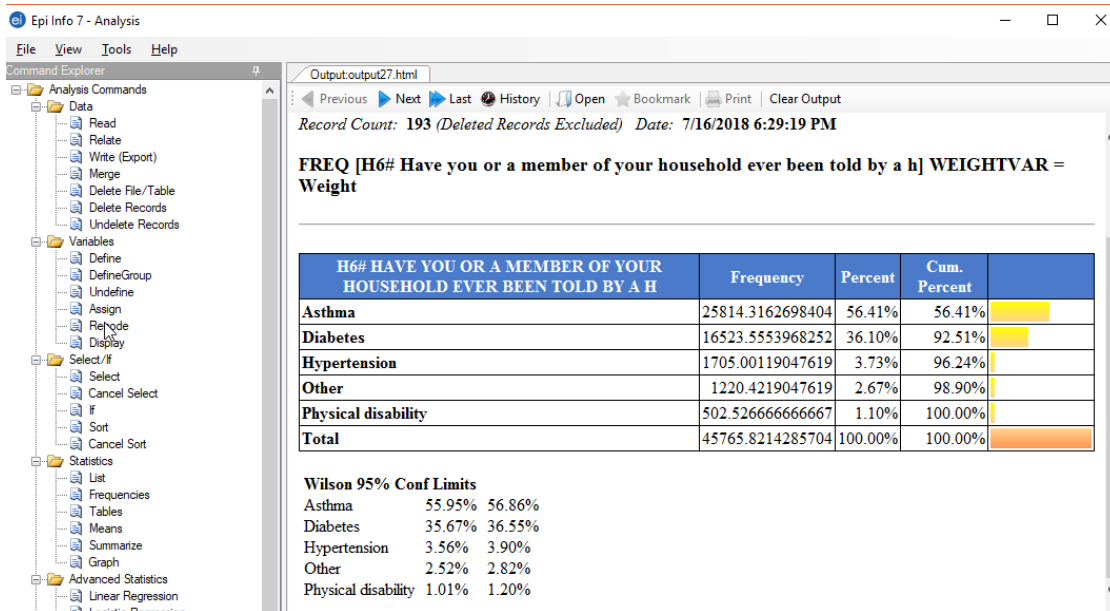 Epi Info 7 - Analysis
File View Tools Help
Command Explorer
Analysis Commands
Data
Read
Relate
Write (Export)
Merge
Delete File/Table
Delete Records
Undelete Records
Variables
Define
DefineGroup
Undefine
Assign
Recode
Display
Select/If
Select
Cancel Select
If
Sort
Cancel Sort
Statistics
List
Frequencies
Tables
Means
Summarize
Graph
Advanced Statistics
Linear Regression
Output:output27.html
Previous Next Last History Open Bookmark Print Clear Output
Record Count: 193 (Deleted Records Excluded) Date: 7/16/2018 6:29:19 PM
FREQ [H6# Have you or a member of your household ever been told by a h] WEIGHTVAR =
Weight
H6# HAVE YOU OR A MEMBER OF YOUR
HOUSEHOLD EVER BEEN TOLD BY A H
Frequency Percent Cum.
Percent
Asthma 25814.3162698404 56.41% 56.41%
Diabetes 16523.5553968252 36.10% 92.51%
Hypertension 1705.00119047619 3.73% 96.24%
Other 1220.4219047619 2.67% 98.90%
Physical disability 502.526666666667 1.10% 100.00%
Total 45765.8214285704 100.00% 100.00%
Wilson 95% Conf Limits
Asthma 55.95% 56.86%
Diabetes 35.67% 36.55%
Hypertension 3.56% 3.90%
Other 2.52% 2.82%
Physical disability 1.01% 1.20%